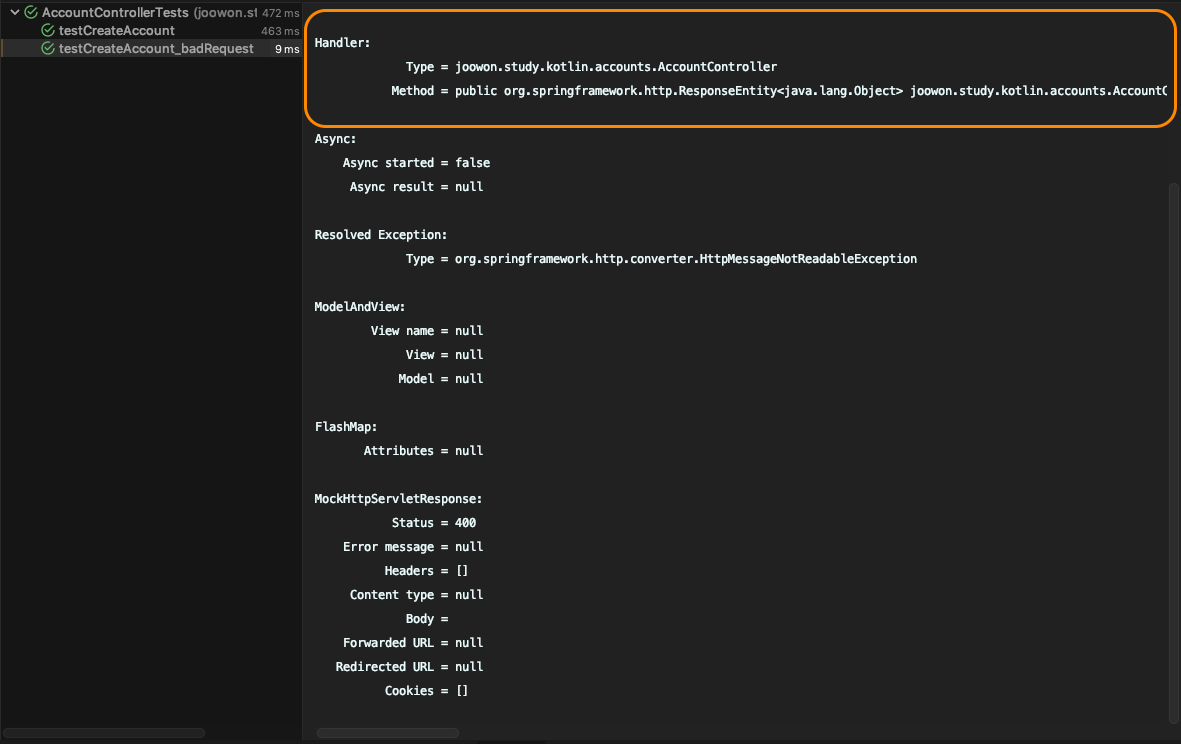 AccountControllerTests (joowon.st 472 ms
testCreateAccount 463 ms
testCreateAccount_badRequest 9 ms
Handler:
Type = joowon.study.kotlin.accounts.AccountController
Method = public org.springframework.http.ResponseEntity<java.lang.Object> joowon.study.kotlin.accounts.AccountC
Async:
Async started = false
Async result = null
Resolved Exception:
Type = org.springframework.http.converter.HttpMessageNotReadableException
ModelAndView:
View name = null
View = null
Model = null
FlashMap:
Attributes = null
MockHttpServletResponse:
Status = 400
Error message = null
Headers = []
Content type = null
Body =
Forwarded URL = null
Redirected URL = null
Cookies = []